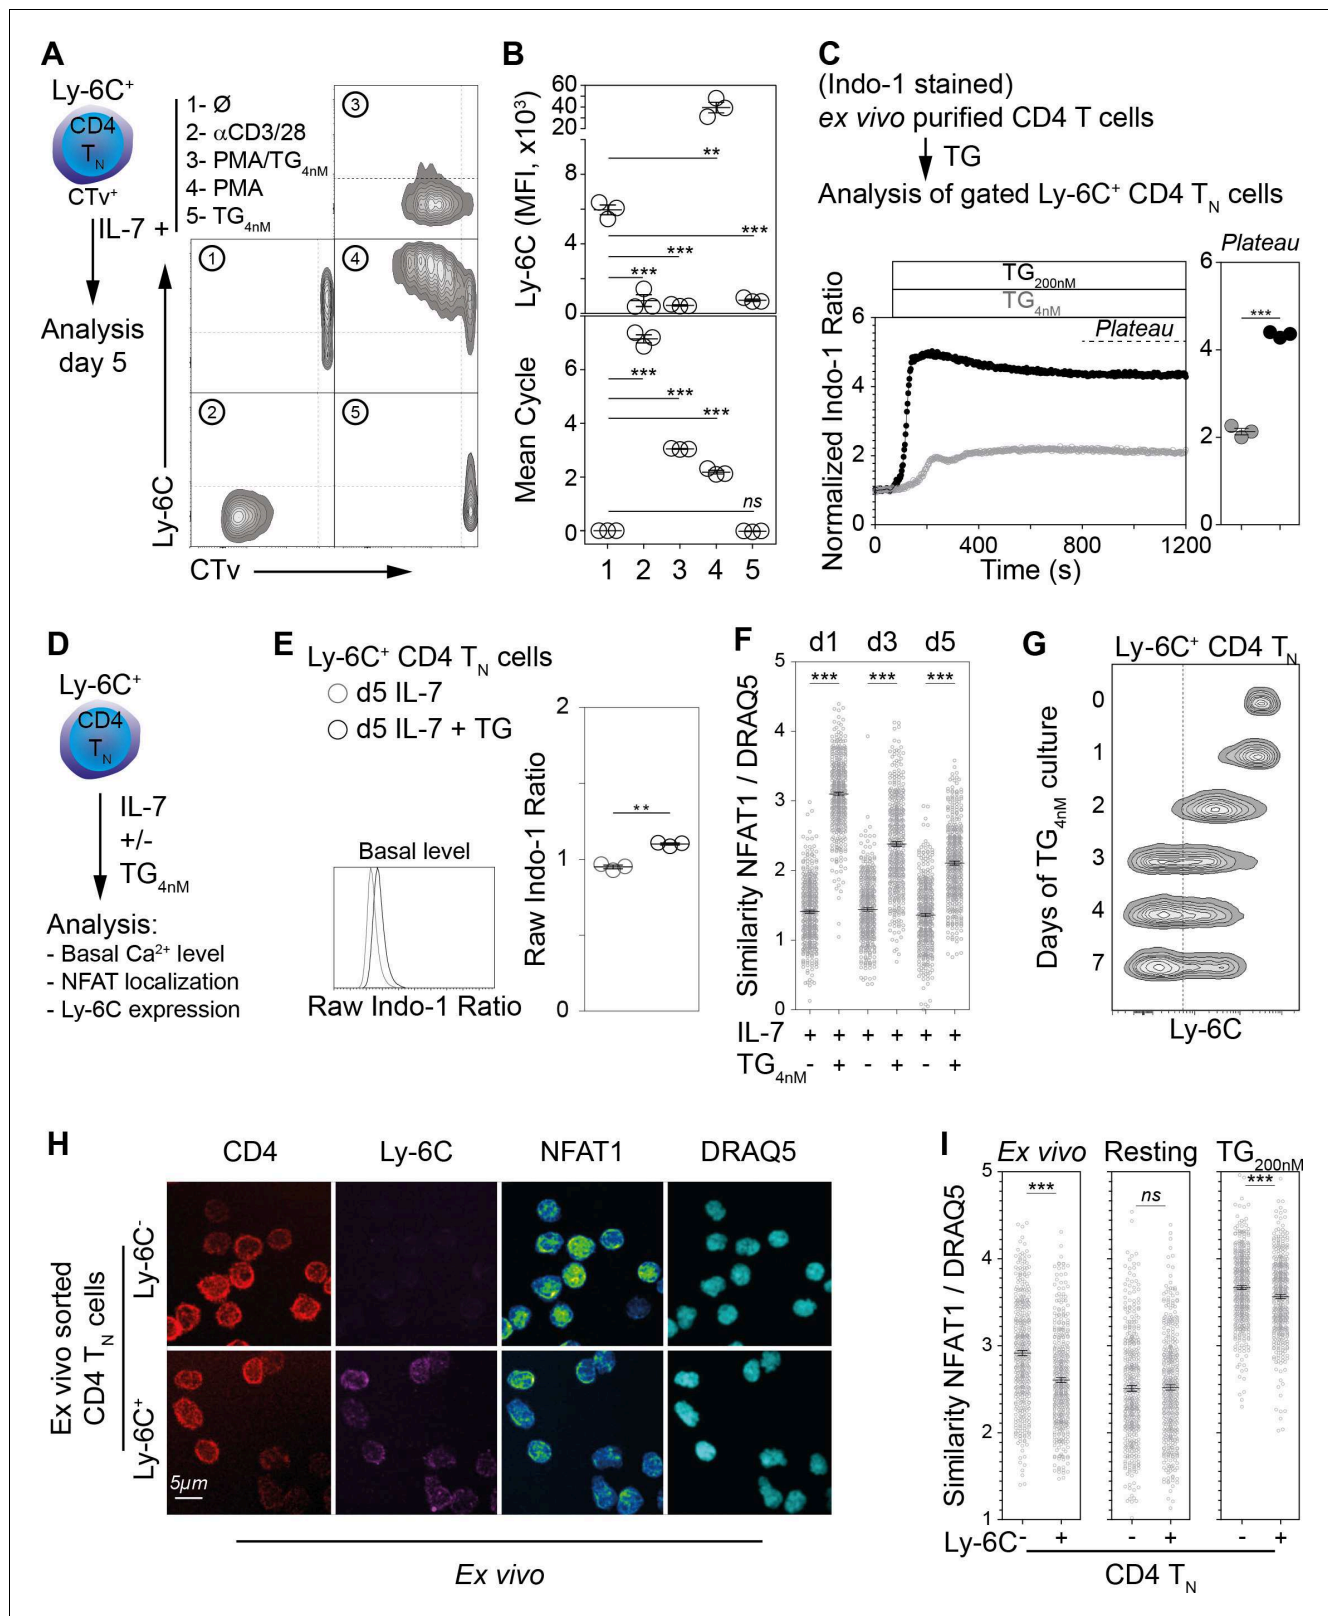 A
Ly-6C+
CD4
TN
CTv+
IL-7 +
1- Ø
2- αCD3/28
3- PMA/TG4nM
4- PMA
5- TG4nM
Analysis
day 5
3
1
4
2
5
Ly-6C
CTv
B
Ly-6C (MFI, x10³)
60
40
20
8
4
0
**
***
***
***
Mean Cycle
6
4
2
0
***
***
***
ns
1 2 3 4 5
C
(Indo-1 stained)
ex vivo purified CD4 T cells
TG
Analysis of gated Ly-6C+ CD4 TN cells
TG200nM
TG4nM
Plateau
Normalized Indo-1 Ratio
6
4
2
0
0 400 800 1200
Time (s)
Plateau
6
***
4
2
0
D
Ly-6C+
CD4
TN
IL-7
+/-
TG4nM
Analysis:
- Basal Ca2+ level
- NFAT localization
- Ly-6C expression
E
Ly-6C+ CD4 TN cells
d5 IL-7
d5 IL-7 + TG
Basal level
Raw Indo-1 Ratio
Raw Indo-1 Ratio
2
1
0
**
F
d1 d3 d5
*** *** ***
Similarity NFAT1 / DRAQ5
5
4
3
2
1
0
IL-7 + + + + + +
TG4nM - + - + - +
G
Ly-6C+ CD4 TN
Days of TG4nM culture
0
1
2
3
4
7
Ly-6C
H
CD4 Ly-6C NFAT1 DRAQ5
Ex vivo sorted
CD4 TN cells
Ly-6C-
Ly-6C+
5µm
Ex vivo
I
Ex vivo Resting TG200nM
*** ns ***
Similarity NFAT1 / DRAQ5
5
4
3
2
1
Ly-6C - + - + - +
CD4 TN